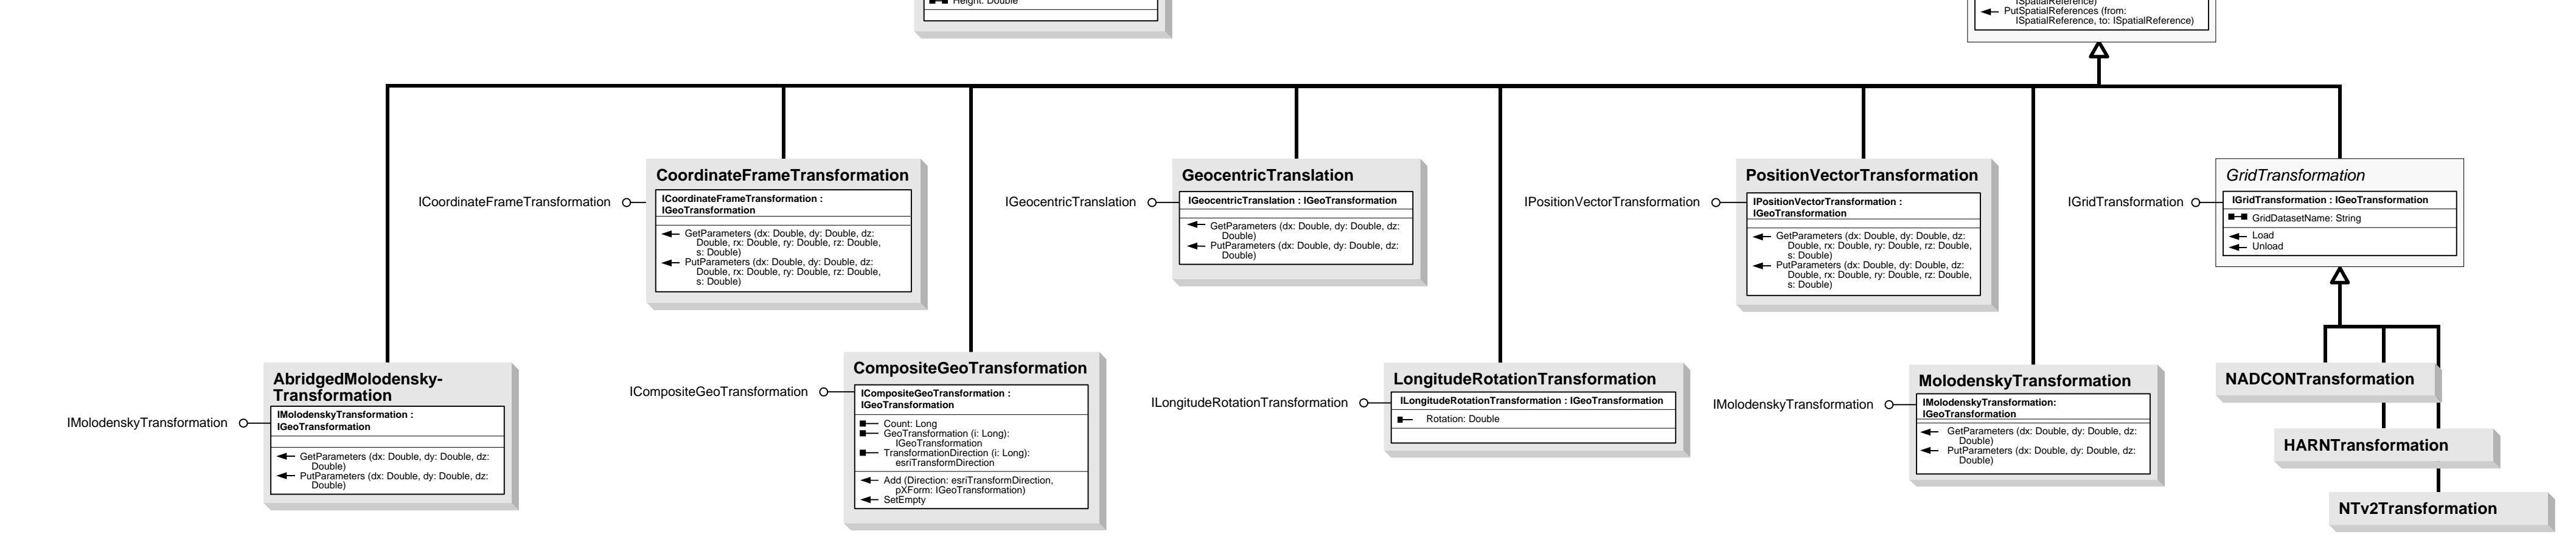 Height: Double
ISpatialReference)
PutSpatialReferences (from:
ISpatialReference, to: ISpatialReference)
ICoordinateFrameTransformation
CoordinateFrameTransformation
ICoordinateFrameTransformation :
IGeoTransformation
GetParameters (dx: Double, dy: Double, dz:
Double, rx: Double, ry: Double, rz: Double,
s: Double)
PutParameters (dx: Double, dy: Double, dz:
Double, rx: Double, ry: Double, rz: Double,
s: Double)
IGeocentricTranslation
GeocentricTranslation
IGeocentricTranslation : IGeoTransformation
GetParameters (dx: Double, dy: Double, dz:
Double)
PutParameters (dx: Double, dy: Double, dz:
Double)
IPositionVectorTransformation
PositionVectorTransformation
IPositionVectorTransformation :
IGeoTransformation
GetParameters (dx: Double, dy: Double, dz:
Double, rx: Double, ry: Double, rz: Double,
s: Double)
PutParameters (dx: Double, dy: Double, dz:
Double, rx: Double, ry: Double, rz: Double,
s: Double)
IGridTransformation
GridTransformation
IGridTransformation : IGeoTransformation
GridDatasetName: String
Load
Unload
IMolodenskyTransformation
AbridgedMolodensky-
Transformation
IMolodenskyTransformation :
IGeoTransformation
GetParameters (dx: Double, dy: Double, dz:
Double)
PutParameters (dx: Double, dy: Double, dz:
Double)
ICompositeGeoTransformation
CompositeGeoTransformation
ICompositeGeoTransformation :
IGeoTransformation
Count: Long
GeoTransformation (i: Long):
IGeoTransformation
TransformationDirection (i: Long):
esriTransformDirection
Add (Direction: esriTransformDirection,
pXForm: IGeoTransformation)
SetEmpty
ILongitudeRotationTransformation
LongitudeRotationTransformation
ILongitudeRotationTransformation : IGeoTransformation
Rotation: Double
IMolodenskyTransformation
MolodenskyTransformation
IMolodenskyTransformation:
IGeoTransformation
GetParameters (dx: Double, dy: Double, dz:
Double)
PutParameters (dx: Double, dy: Double, dz:
Double)
NADCONTransformation
HARNTransformation
NTv2Transformation